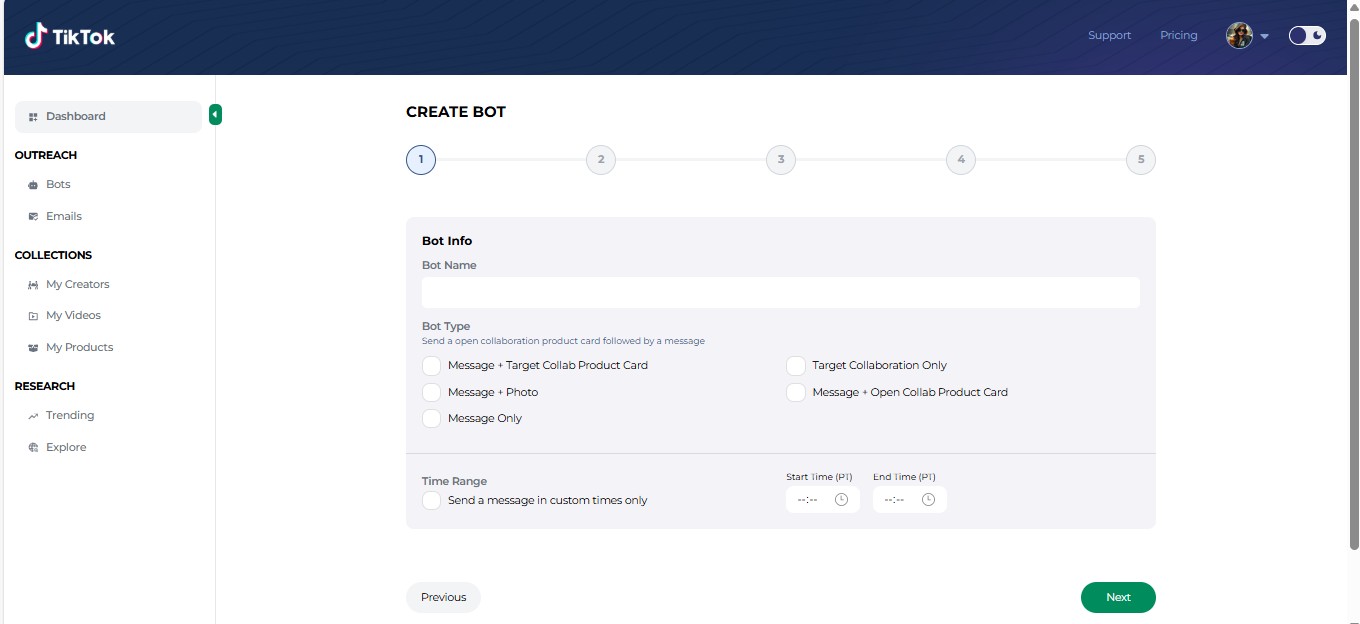 TikTok
Support Pricing
Dashboard
OUTREACH
Bots
Emails
COLLECTIONS
My Creators
My Videos
My Products
RESEARCH
Trending
Explore
CREATE BOT
1 2 3 4 5
Bot Info
Bot Name
Bot Type
Send a open collaboration product card followed by a message
Message + Target Collab Product Card Target Collaboration Only
Message + Photo Message + Open Collab Product Card
Message Only
Time Range Start Time (PT) End Time (PT)
Send a message in custom times only --:-- --:--
Previous Next